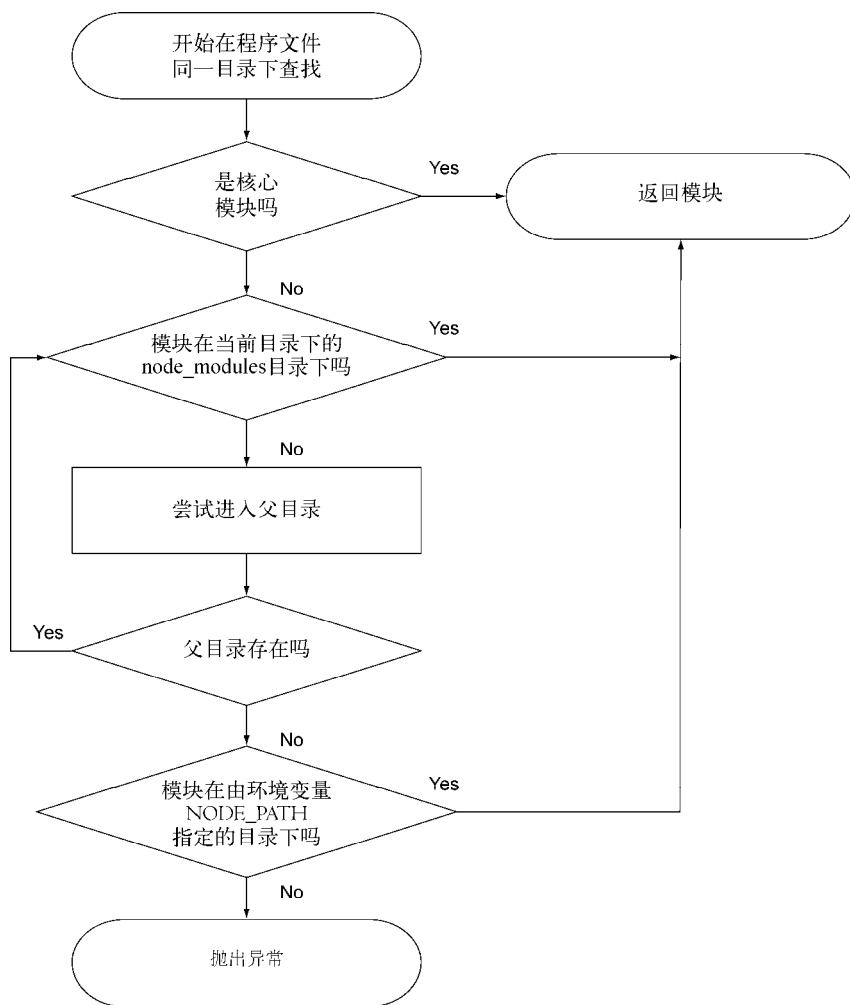 开始在程序文件
同一目录下查找
是核心
模块吗
Yes
返回模块
No
模块在当前目录下的
node_modules目录下吗
Yes
No
尝试进入父目录
父目录存在吗
Yes
No
模块在由环境变量
NODE_PATH
指定的目录下吗
Yes
No
抛出异常